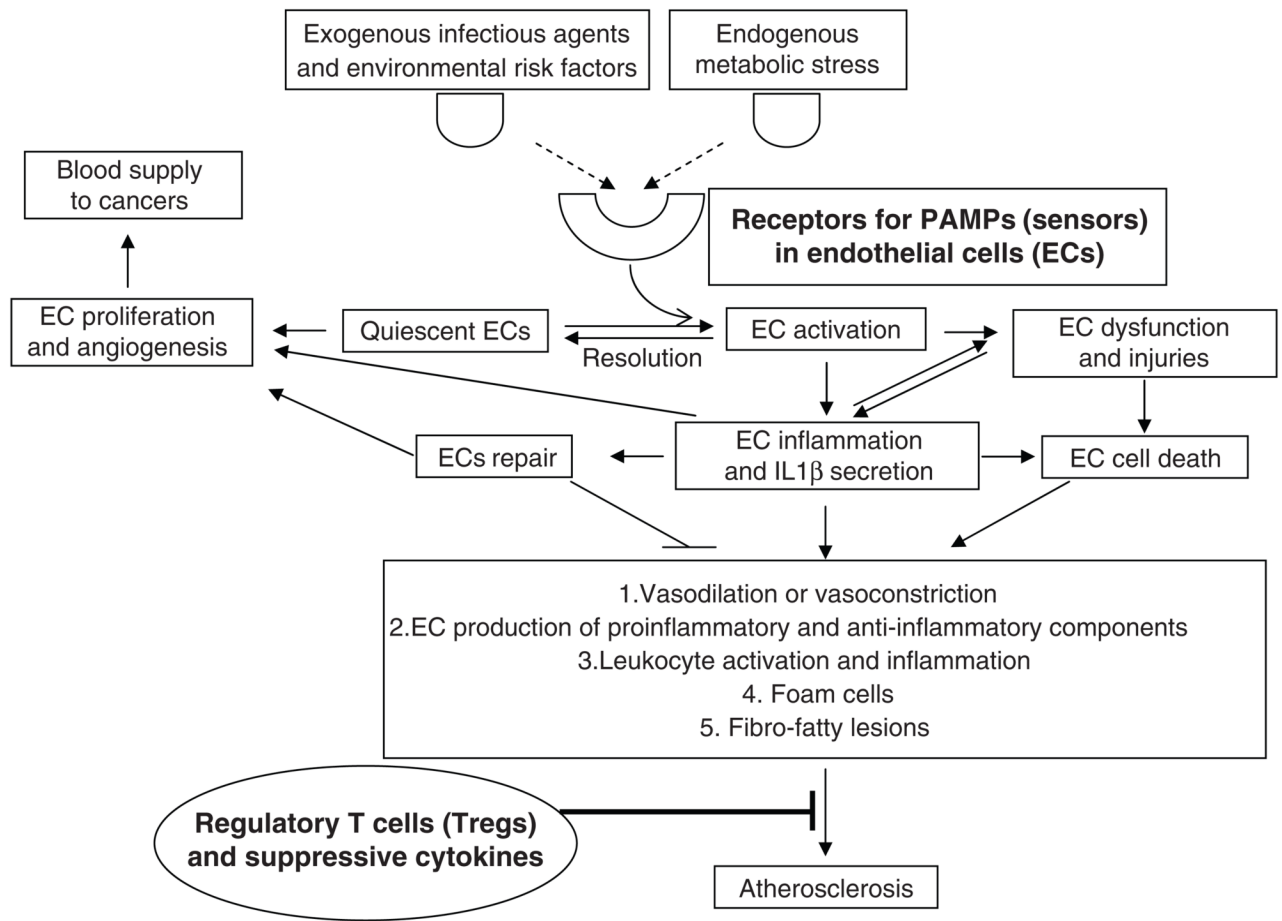 Exogenous infectious agents
and environmental risk factors
Endogenous
metabolic stress
Blood supply
to cancers
Receptors for PAMPs (sensors)
in endothelial cells (ECs)
EC proliferation
and angiogenesis
Quiescent ECs
Resolution
EC activation
EC dysfunction
and injuries
ECs repair
EC inflammation
and IL1β secretion
EC cell death
1.Vasodilation or vasoconstriction
2.EC production of proinflammatory and anti-inflammatory components
3.Leukocyte activation and inflammation
4. Foam cells
5. Fibro-fatty lesions
Regulatory T cells (Tregs)
and suppressive cytokines
Atherosclerosis